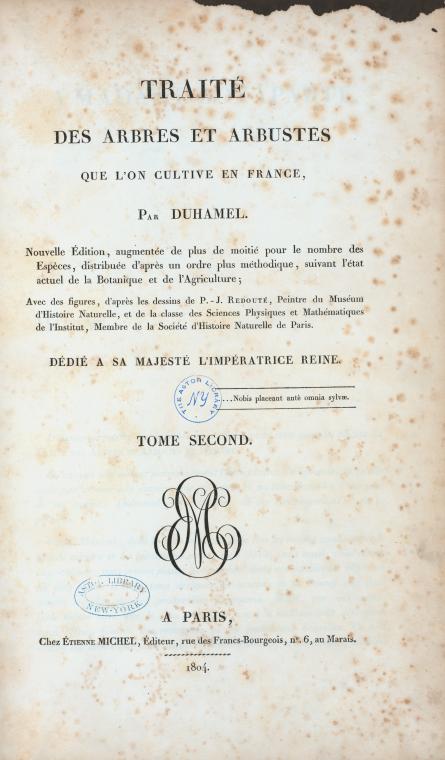 TRAITÉ
DES ARBRES ET ARBUSTES
QUE L'ON CULTIVE EN FRANCE,
PAR DUHAMEL.
Nouvelle Édition, augmentée de plus de moitié pour le nombre des
Espèces, distribuée d'après un ordre plus méthodique, suivant l'état
actuel de la Botanique et de l'Agriculture;
Avec des figures, d'après les dessins de P.-J. REDOUTÉ, Peintre du Muséum
d'Histoire Naturelle, et de la classe des Sciences Physiques et Mathématiques
de l'Institut, Membre de la Société d'Histoire Naturelle de Paris.
DÉDIÉ A SA MAJESTÉ L'IMPÉRATRICE REINE.
THE ASTOR LIBRARY
NY
....Nobis placeant antè omnia sylvæ.
TOME SECOND.
ASTOR LIBRARY
NEW-YORK
A PARIS,
Chez ÉTIENNE MICHEL, Éditeur, rue des Francs-Bourgeois, nº. 6, au Marais.
1804.